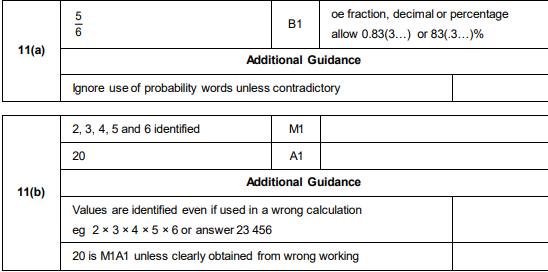 11(a)
5
6
B1
oe fraction, decimal or percentage
allow 0.83(3…) or 83(.3…)%
Additional Guidance
Ignore use of probability words unless contradictory
11(b)
2, 3, 4, 5 and 6 identified
M1
20
A1
Additional Guidance
Values are identified even if used in a wrong calculation
eg 2 × 3 × 4 × 5 × 6 or answer 23 456
20 is M1A1 unless clearly obtained from wrong working